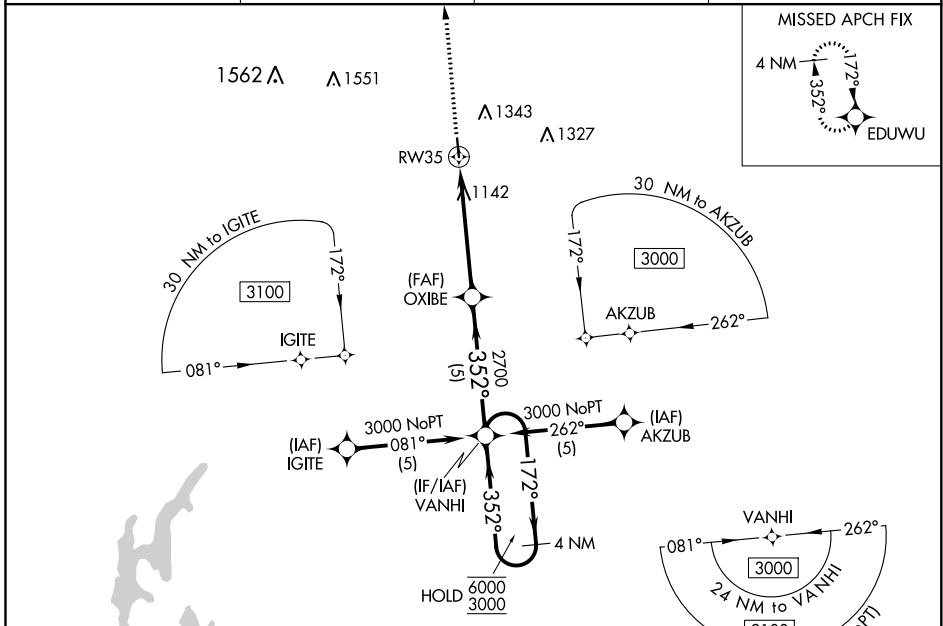 MISSED APCH FIX
4 NM
172°
352°
EDUWU
1562
1551
1343
1327
RW35
1142
30 NM to IGITE
172°
3100
IGITE
081°
(FAF)
OXIBE
30 NM to AKZUB
172°
3000
AKZUB
262°
352°
2700
(5)
3000 NoPT
081°
(5)
(IAF)
IGITE
3000 NoPT
262°
(5)
(IAF)
AKZUB
(IF/IAF)
VANHI
352°
172°
4 NM
HOLD
6000
3000
VANHI
081°
262°
3000
24 NM to VANHI